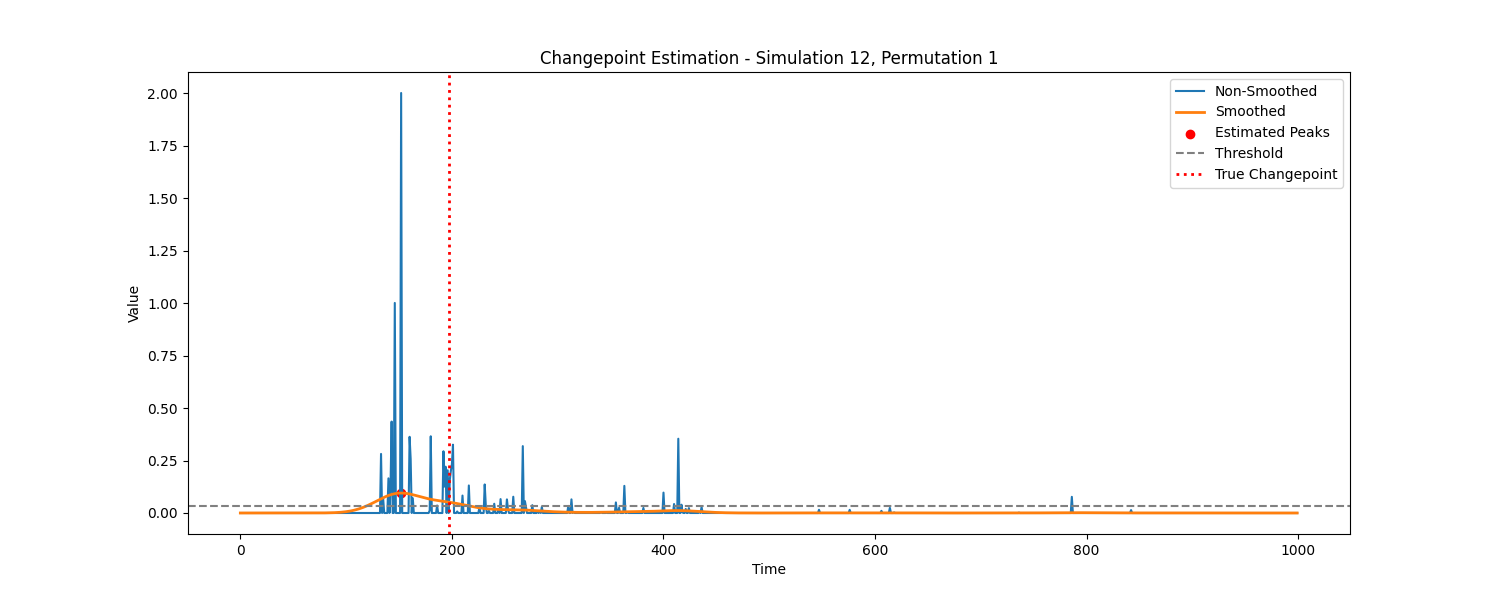 Changepoint Estimation - Simulation 12, Permutation 1
Non-Smoothed
Smoothed
Estimated Peaks
Threshold
True Changepoint
2.00
1.75
1.50
1.25
1.00
0.75
0.50
0.25
0.00
Value
0 200 400 600 800 1000
Time